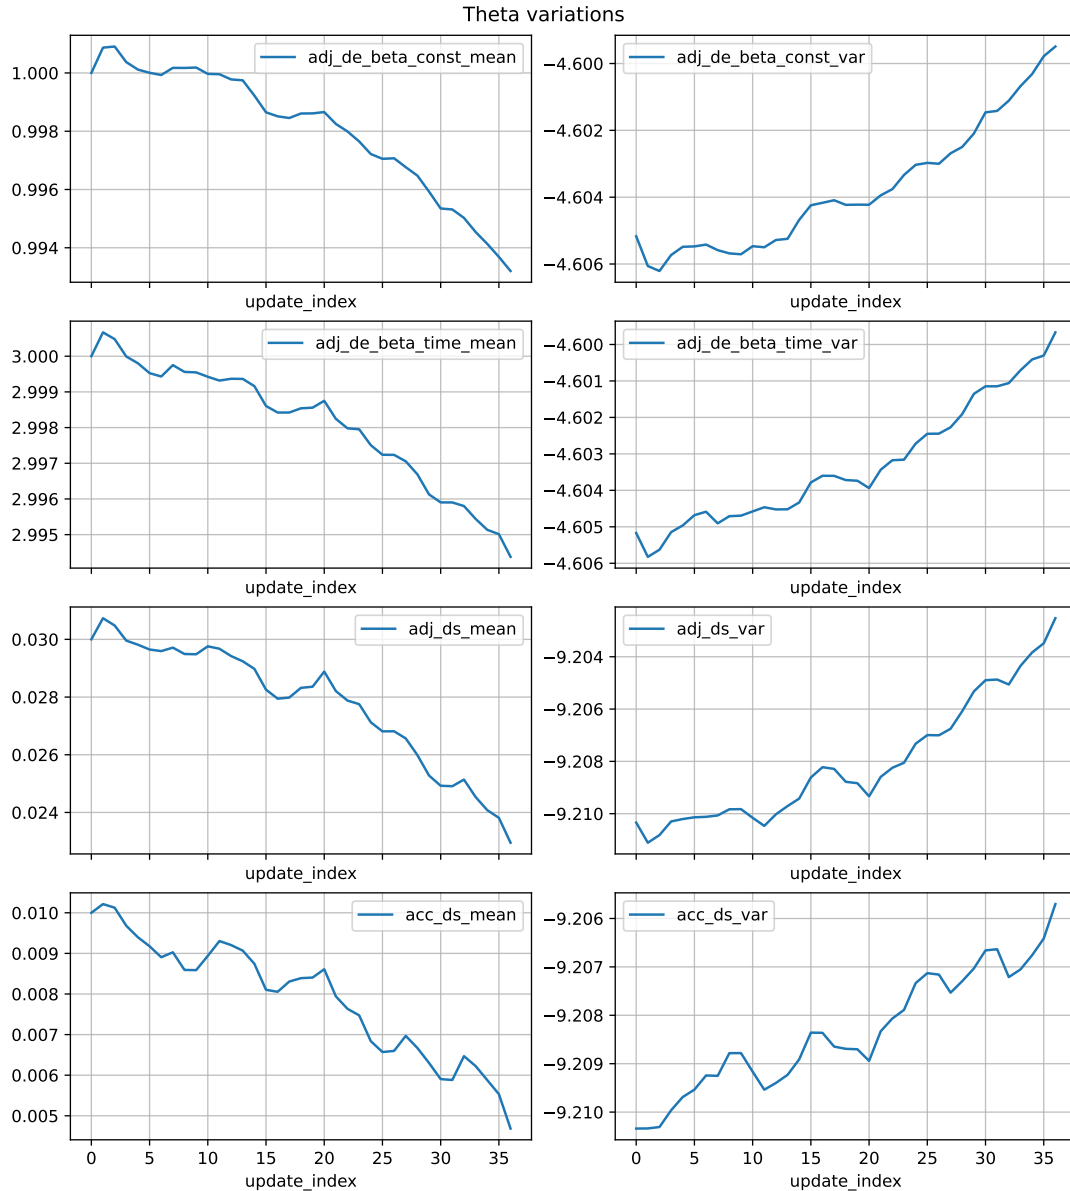 Theta variations
adj_de_beta_const_mean
1.000
0.998
0.996
0.994
update_index
adj_de_beta_const_var
−4.600
−4.602
−4.604
−4.606
update_index
adj_de_beta_time_mean
3.000
2.999
2.998
2.997
2.996
2.995
update_index
adj_de_beta_time_var
−4.600
−4.601
−4.602
−4.603
−4.604
−4.605
−4.606
update_index
adj_ds_mean
0.030
0.028
0.026
0.024
update_index
adj_ds_var
−9.204
−9.206
−9.208
−9.210
update_index
acc_ds_mean
0.010
0.009
0.008
0.007
0.006
0.005
0 5 10 15 20 25 30 35
update_index
acc_ds_var
−9.206
−9.207
−9.208
−9.209
−9.210
0 5 10 15 20 25 30 35
update_index